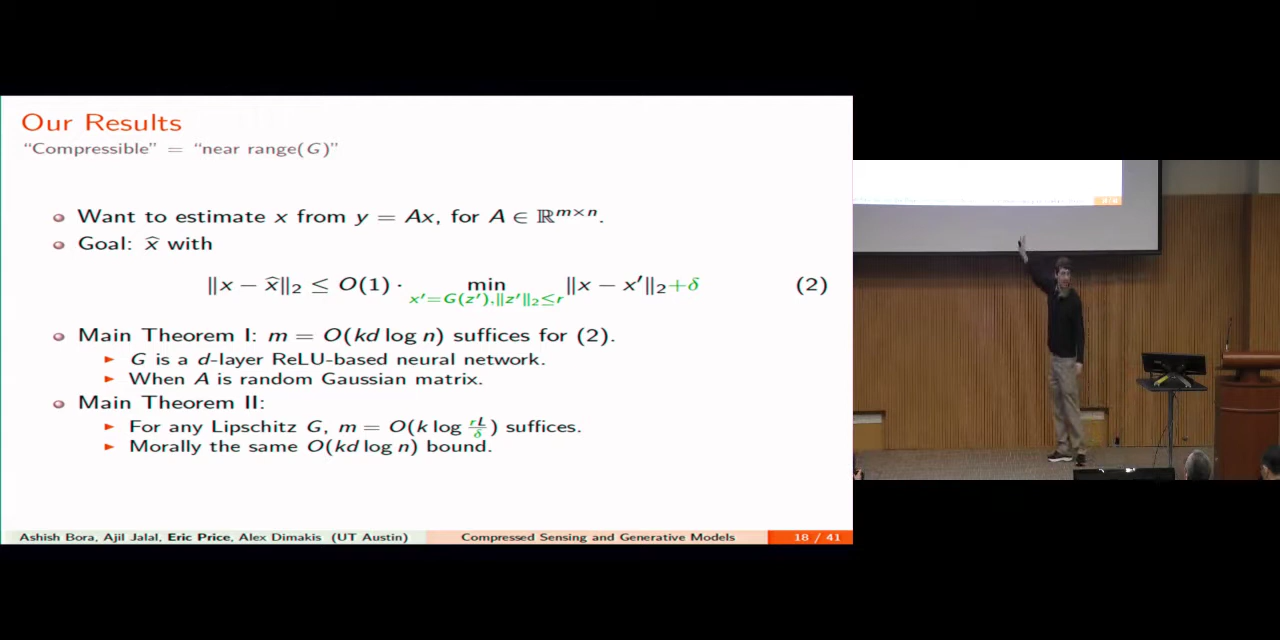 Our Results
“Compressible” = “near range(G)”
Want to estimate x from y = Ax, for A ∈ ℝ^{m×n}.
Goal: x̂ with
‖x − x̂‖₂ ≤ O(1) · min_{x′=G(z′),‖z′‖₂≤r} ‖x − x′‖₂+δ (2)
Main Theorem I: m = O(kd log n) suffices for (2).
G is a d-layer ReLU-based neural network.
When A is random Gaussian matrix.
Main Theorem II:
For any Lipschitz G, m = O(k log rL/δ) suffices.
Morally the same O(kd log n) bound.
Ashish Bora, Ajil Jalal, Eric Price, Alex Dimakis (UT Austin) Compressed Sensing and Generative Models 18 / 41